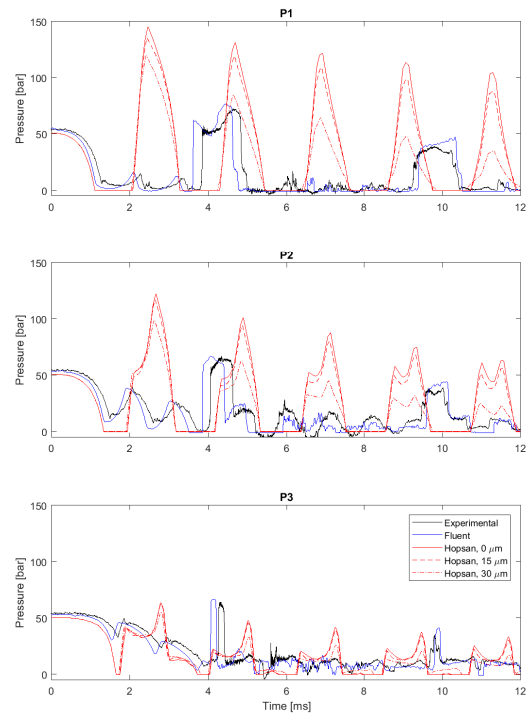 P1
150
100
50
0
Pressure [bar]
0 2 4 6 8 10 12
P2
150
100
50
0
Pressure [bar]
0 2 4 6 8 10 12
P3
150
100
50
0
Pressure [bar]
Experimental
Fluent
Hopsan, 0 μm
Hopsan, 15 μm
Hopsan, 30 μm
0 2 4 6 8 10 12
Time [ms]